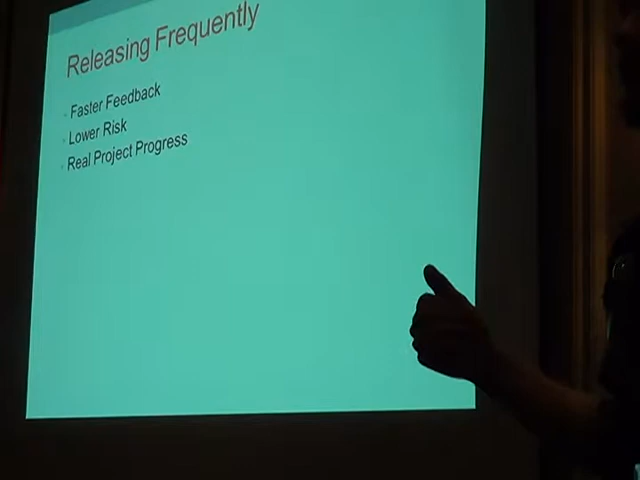 Releasing Frequently
Faster Feedback
Lower Risk
Real Project Progress